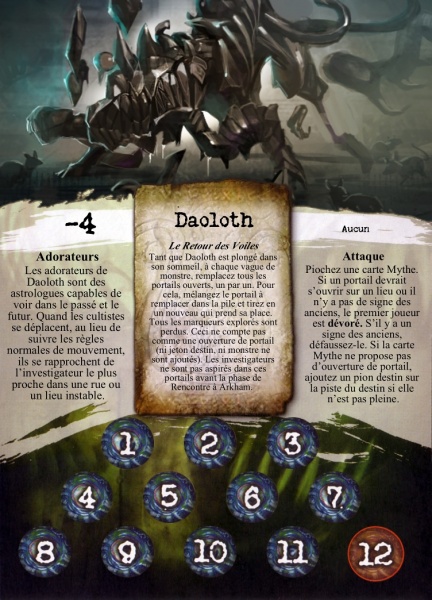 -4
Adorateurs
Les adorateurs de
Daoloth sont des
astrologues capables de
voir dans le passé et le
futur. Quand les cultistes
se déplacent, au lieu de
suivre les règles
normales de mouvement,
ils se rapprochent de
l'investigateur le plus
proche dans une rue ou
un lieu instable.
Daoloth
Le Retour des Voiles
Tant que Daoloth est plongé dans
son sommeil, à chaque vague de
monstre, remplacez tous les
portails ouverts, un par un. Pour
cela, mélangez le portail à
remplacer dans la pile et tirez en
un nouveau qui prend sa place.
Tous les marqueurs explorés sont
perdus. Ceci ne compte pas
comme une ouverture de portail
(ni jeton destin, ni monstre ne
sont ajoutés). Les investigateurs
ne sont pas aspirés dans ces
portails avant la phase de
Rencontre à Arkham.
Aucun
Attaque
Piochez une carte Mythe.
Si un portail devrait
s'ouvrir sur un lieu ou il
n'y a pas de signe des
anciens, le premier joueur
est dévoré. S'il y a un
signe des anciens,
défaussez-le. Si la carte
Mythe ne propose pas
d'ouverture de portail,
ajoutez un pion destin sur
la piste du destin si elle
n'est pas pleine.
1 2 3
4 5 6 7
8 9 10 11 12